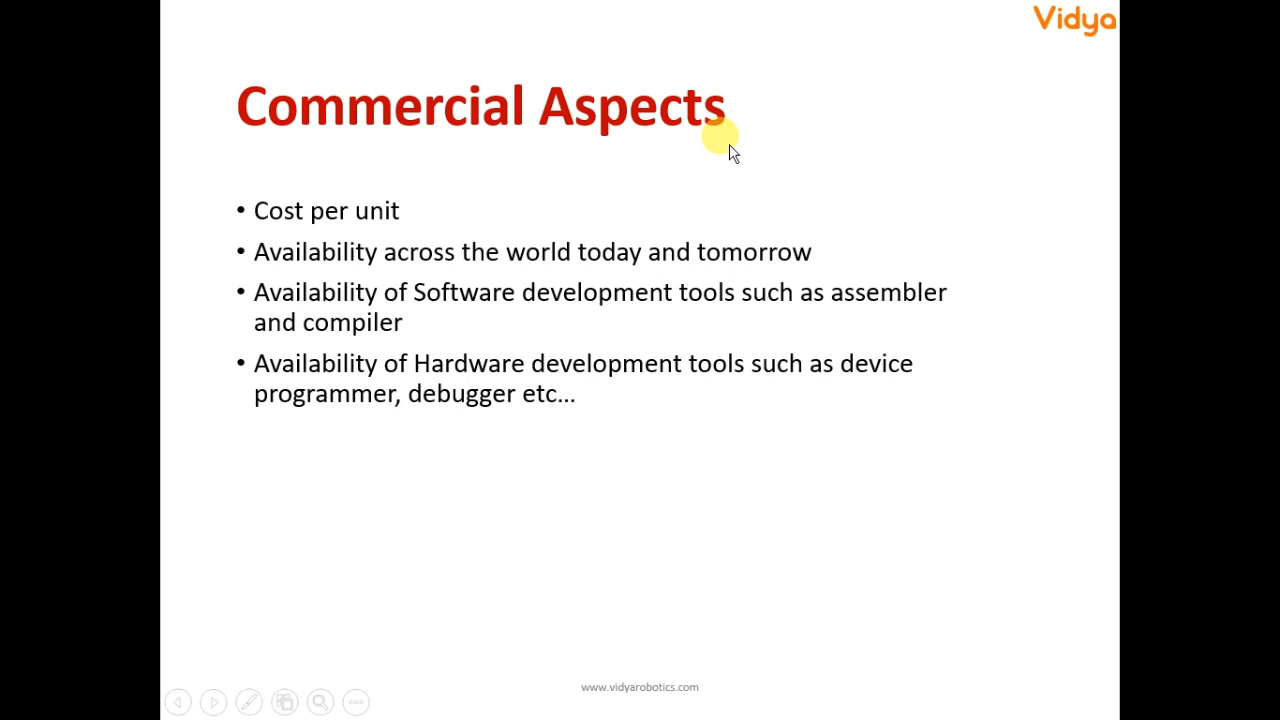 Vidya
Commercial Aspects
• Cost per unit
• Availability across the world today and tomorrow
• Availability of Software development tools such as assembler
and compiler
• Availability of Hardware development tools such as device
programmer, debugger etc...
www.vidyarobotics.com